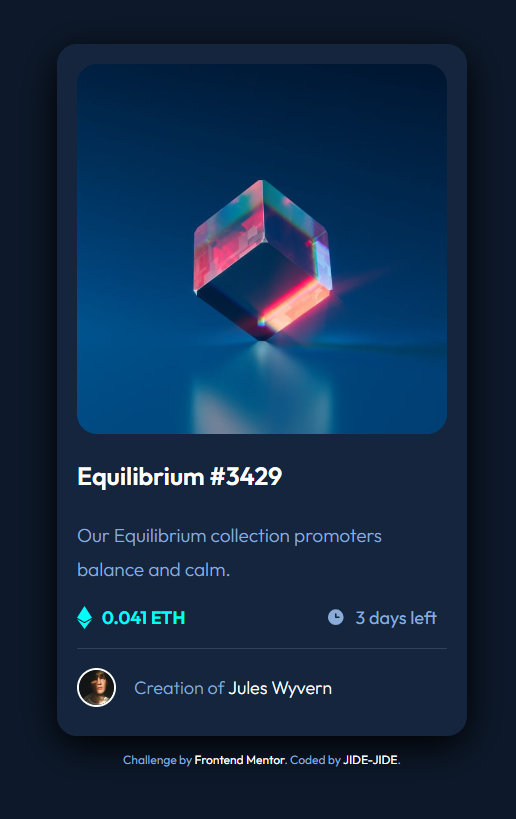 Equilibrium #3429
Our Equilibrium collection promoters
balance and calm.
0.041 ETH
3 days left
Creation of Jules Wyvern
Challenge by Frontend Mentor. Coded by JIDE-JIDE.